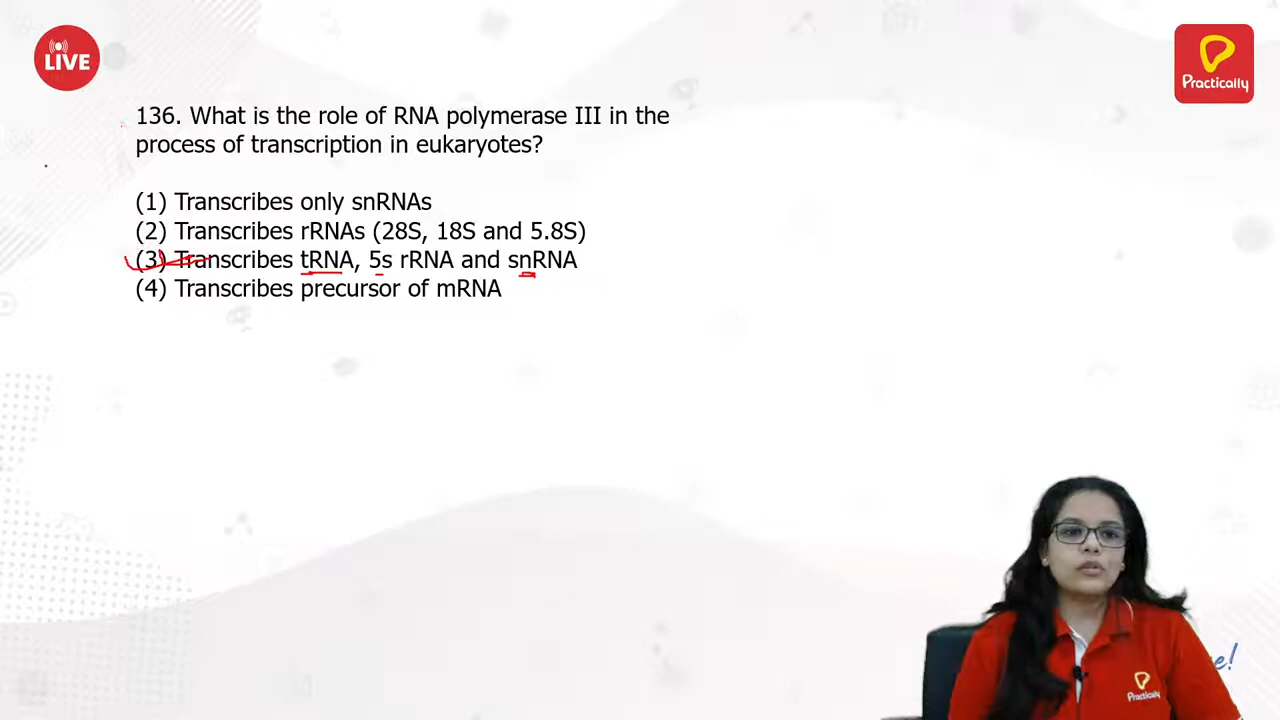 LIVE
Practically
136. What is the role of RNA polymerase III in the
process of transcription in eukaryotes?
(1) Transcribes only snRNAs
(2) Transcribes rRNAs (28S, 18S and 5.8S)
(3) Transcribes tRNA, 5s rRNA and snRNA
(4) Transcribes precursor of mRNA
Practically